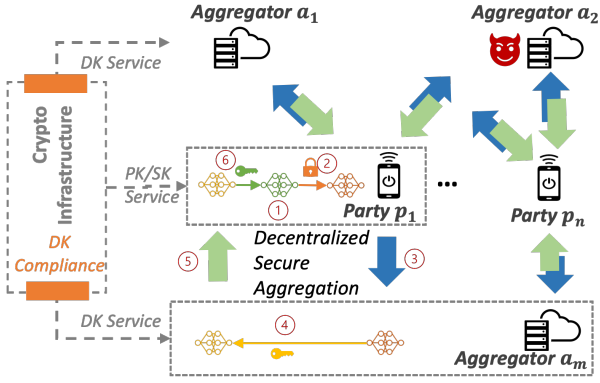 Aggregator a₁
Aggregator a₂
DK Service
Crypto
Infrastructure
PK/SK
Service
6
2
1
Party p₁
...
Party pₙ
DK
Compliance
Decentralized
Secure
Aggregation
5
3
DK Service
4
Aggregator aₘ